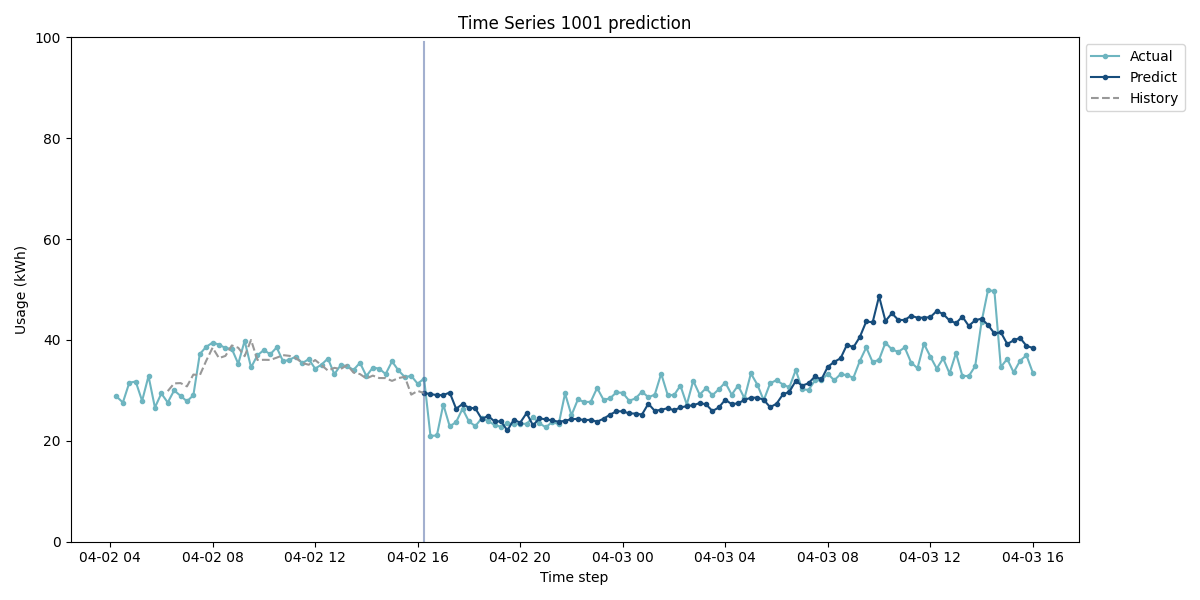 Time Series 1001 prediction
100
80
60
40
20
0
Usage (kWh)
04-02 04
04-02 08
04-02 12
04-02 16
04-02 20
04-03 00
04-03 04
04-03 08
04-03 12
04-03 16
Time step
Actual
Predict
History